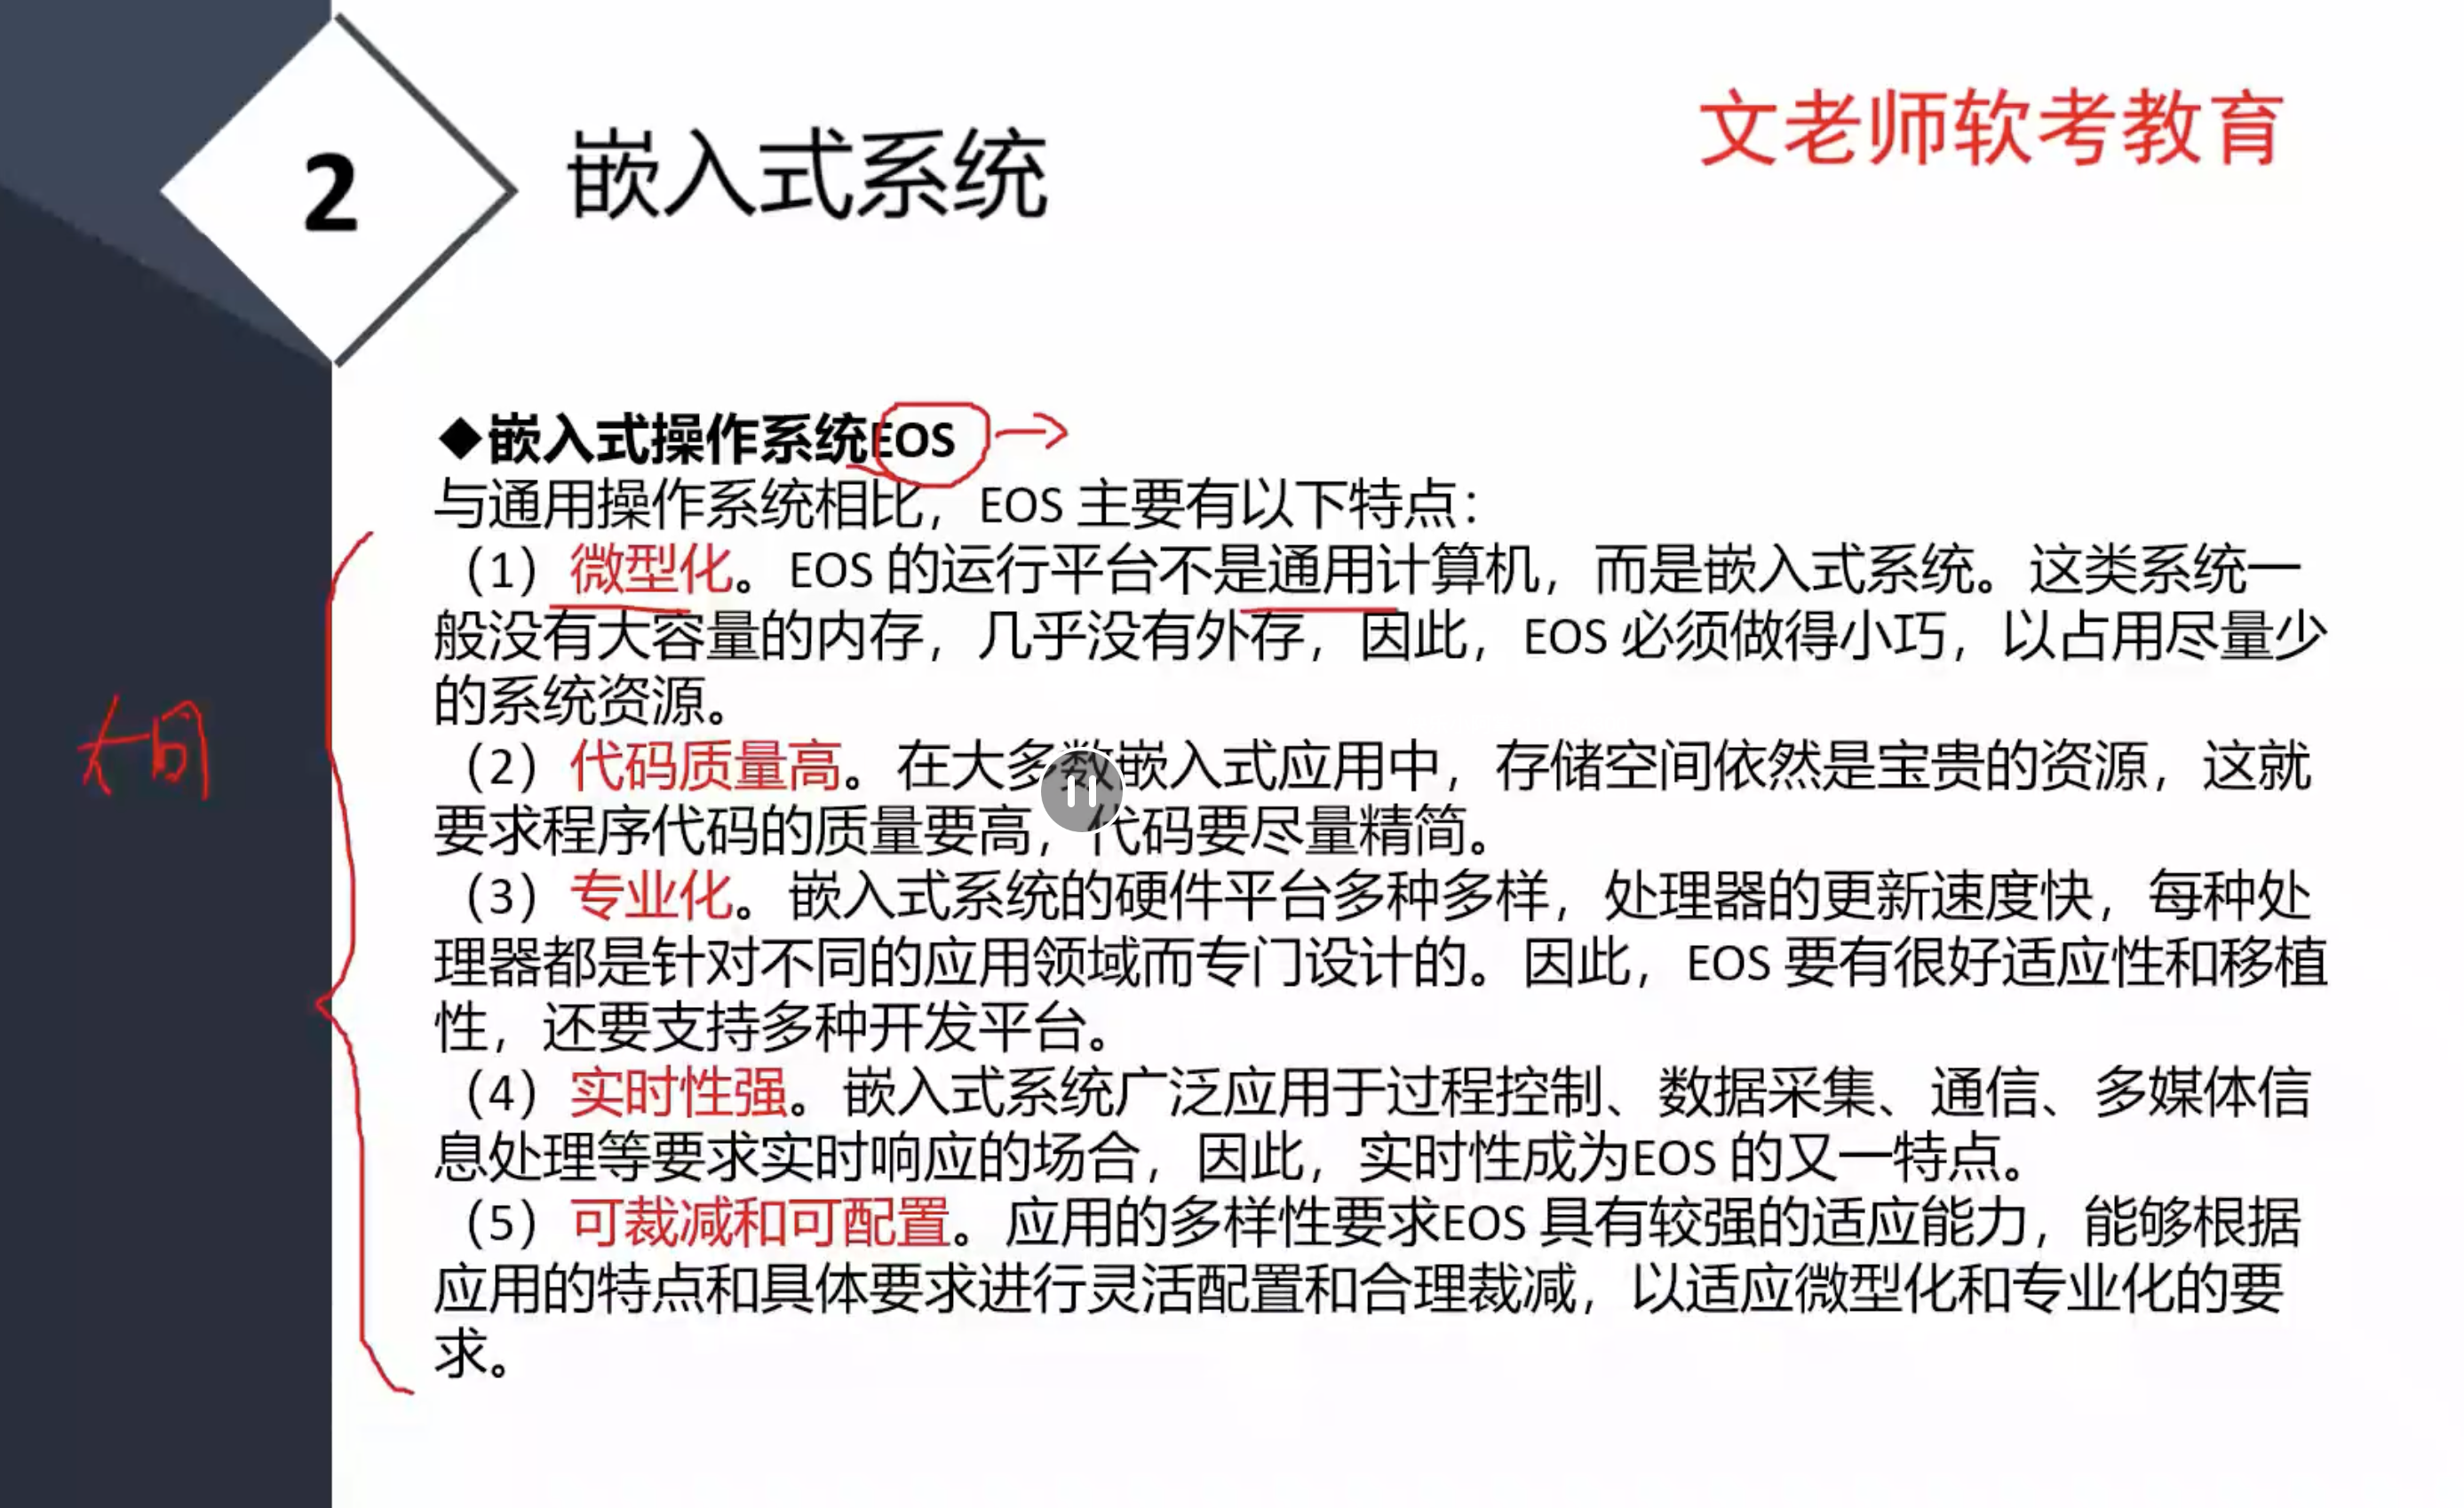 2
嵌入式系统
文老师软考教育
◆嵌入式操作系统EOS
与通用操作系统相比，EOS 主要有以下特点：
（1）微型化。EOS 的运行平台不是通用计算机，而是嵌入式系统。这类系统一
般没有大容量的内存，几乎没有外存，因此，EOS 必须做得小巧，以占用尽量少
的系统资源。
（2）代码质量高。在大多数嵌入式应用中，存储空间依然是宝贵的资源，这就
要求程序代码的质量要高，代码要尽量精简。
（3）专业化。嵌入式系统的硬件平台多种多样，处理器的更新速度快，每种处
理器都是针对不同的应用领域而专门设计的。因此，EOS 要有很好适应性和移植
性，还要支持多种开发平台。
（4）实时性强。嵌入式系统广泛应用于过程控制、数据采集、通信、多媒体信
息处理等要求实时响应的场合，因此，实时性成为EOS 的又一特点。
（5）可裁减和可配置。应用的多样性要求EOS 具有较强的适应能力，能够根据
应用的特点和具体要求进行灵活配置和合理裁减，以适应微型化和专业化的要
求。